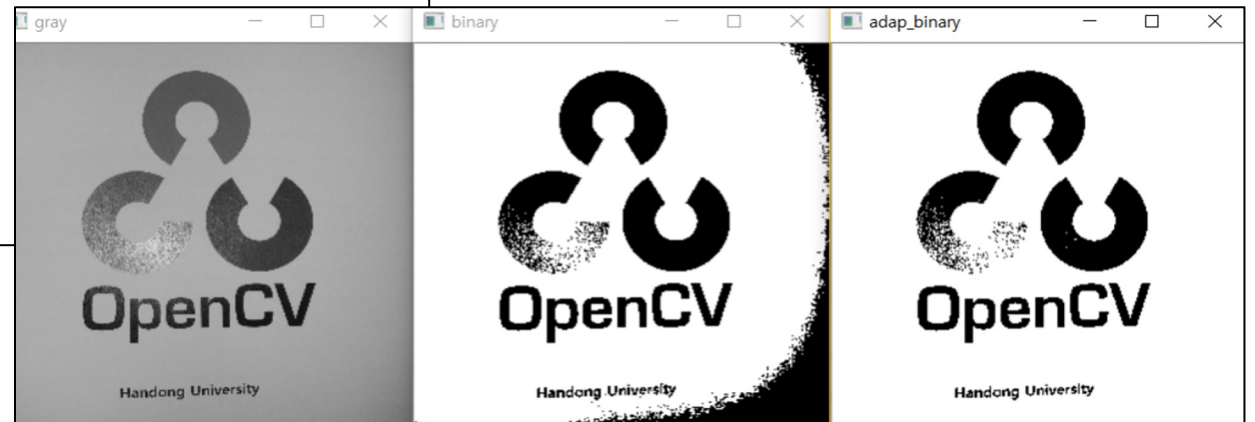 gray
binary
adap_binary
OpenCV
Handong University
OpenCV
Handong University
OpenCV
Handong University